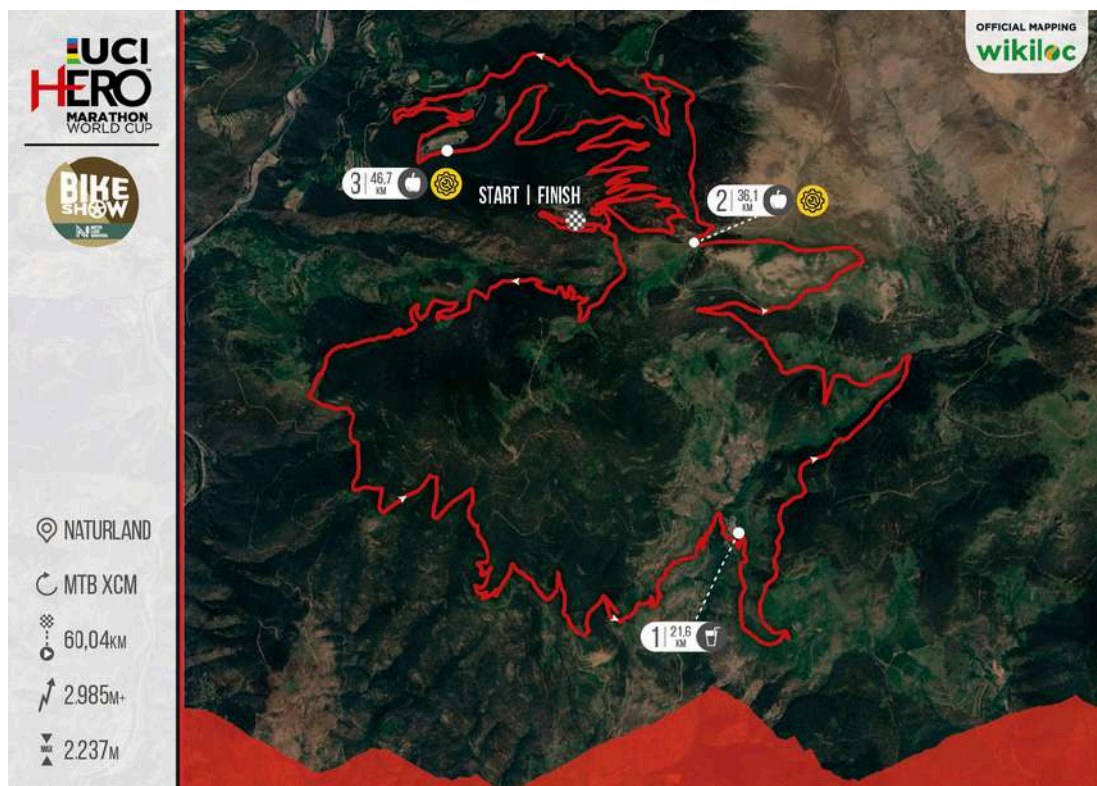 UCI
HERO
MARATHON
WORLD CUP
BIKE
SHOW
NATURLAND
MTB XCM
60,04KM
2.985M+
MAX
2.237M
OFFICIAL MAPPING
wikiloc
3 | 46,7 KM
START | FINISH
2 | 36,1 KM
1 | 21,6 KM